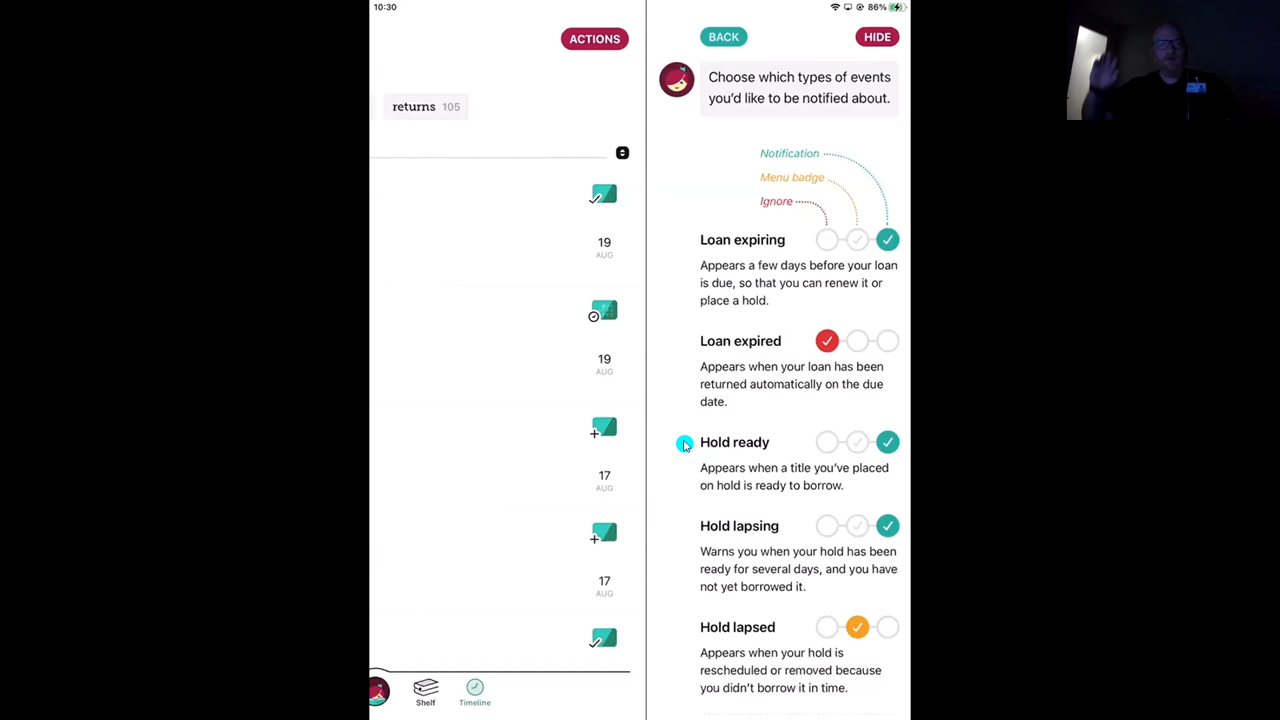 10:30
86%
ACTIONS
returns 105
19
AUG
19
AUG
17
AUG
17
AUG
Shelf
Timeline
BACK
HIDE
Choose which types of events
you'd like to be notified about.
Notification
Menu badge
Ignore
Loan expiring
Appears a few days before your loan
is due, so that you can renew it or
place a hold.
Loan expired
Appears when your loan has been
returned automatically on the due
date.
Hold ready
Appears when a title you've placed
on hold is ready to borrow.
Hold lapsing
Warns you when your hold has been
ready for several days, and you have
not yet borrowed it.
Hold lapsed
Appears when your hold is
rescheduled or removed because
you didn't borrow it in time.